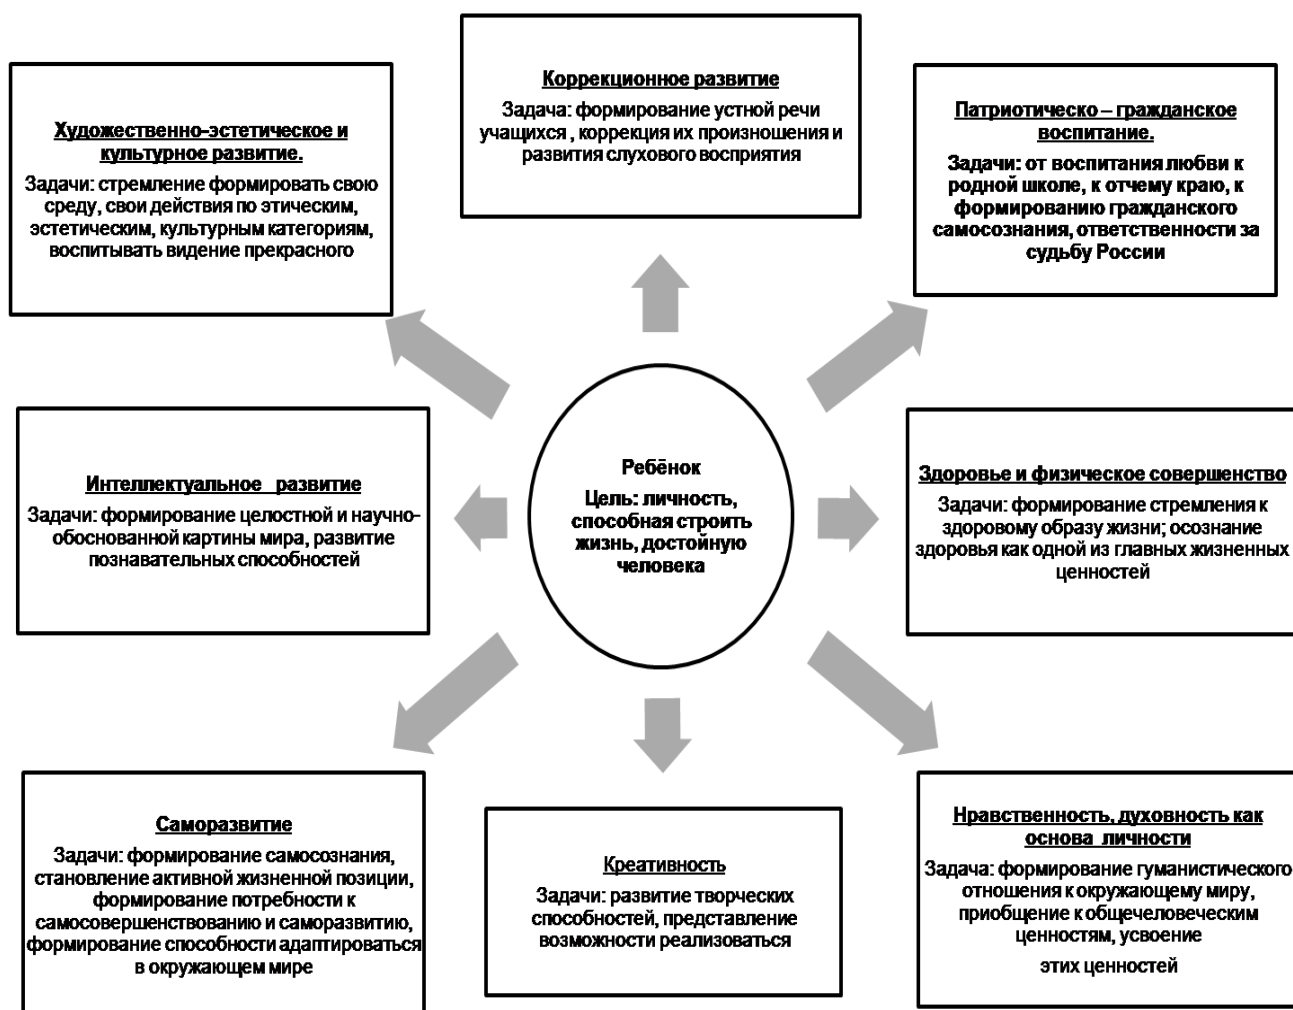 Коррекционное развитие
Задача: формирование устной речи
учащихся , коррекция их произношения и
развития слухового восприятия
Художественно-эстетическое и
культурное развитие.
Задачи: стремление формировать свою
среду, свои действия по этическим,
эстетическим, культурным категориям,
воспитывать видение прекрасного
Патриотическо – гражданское
воспитание.
Задачи: от воспитания любви к
родной школе, к отчему краю, к
формированию гражданского
самосознания, ответственности за
судьбу России
Интеллектуальное развитие
Задачи: формирование целостной и научно-
обоснованной картины мира, развитие
познавательных способностей
Ребёнок
Цель: личность,
способная строить
жизнь, достойную
человека
Здоровье и физическое совершенство
Задачи: формирование стремления к
здоровому образу жизни; осознание
здоровья как одной из главных жизненных
ценностей
Саморазвитие
Задачи: формирование самосознания,
становление активной жизненной позиции,
формирование потребности к
самосовершенствованию и саморазвитию,
формирование способности адаптироваться
в окружающем мире
Креативность
Задачи: развитие творческих
способностей, представление
возможности реализоваться
Нравственность, духовность как
основа личности
Задача: формирование гуманистического
отношения к окружающему миру,
приобщение к общечеловеческим
ценностям, усвоение
этих ценностей